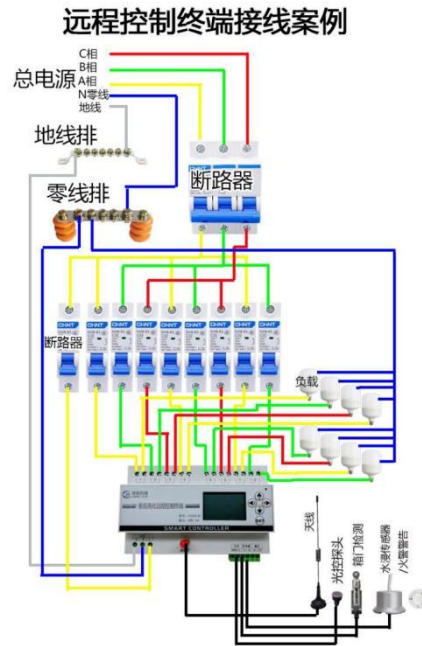 远程控制终端接线案例
C相
B相
总电源 A相
N零线
地线
地线排
零线排
断路器
CHNT
断路器
负载
SMART CONTROLLER
天线
光控探头
箱门检测
水浸传感器
/火警警告